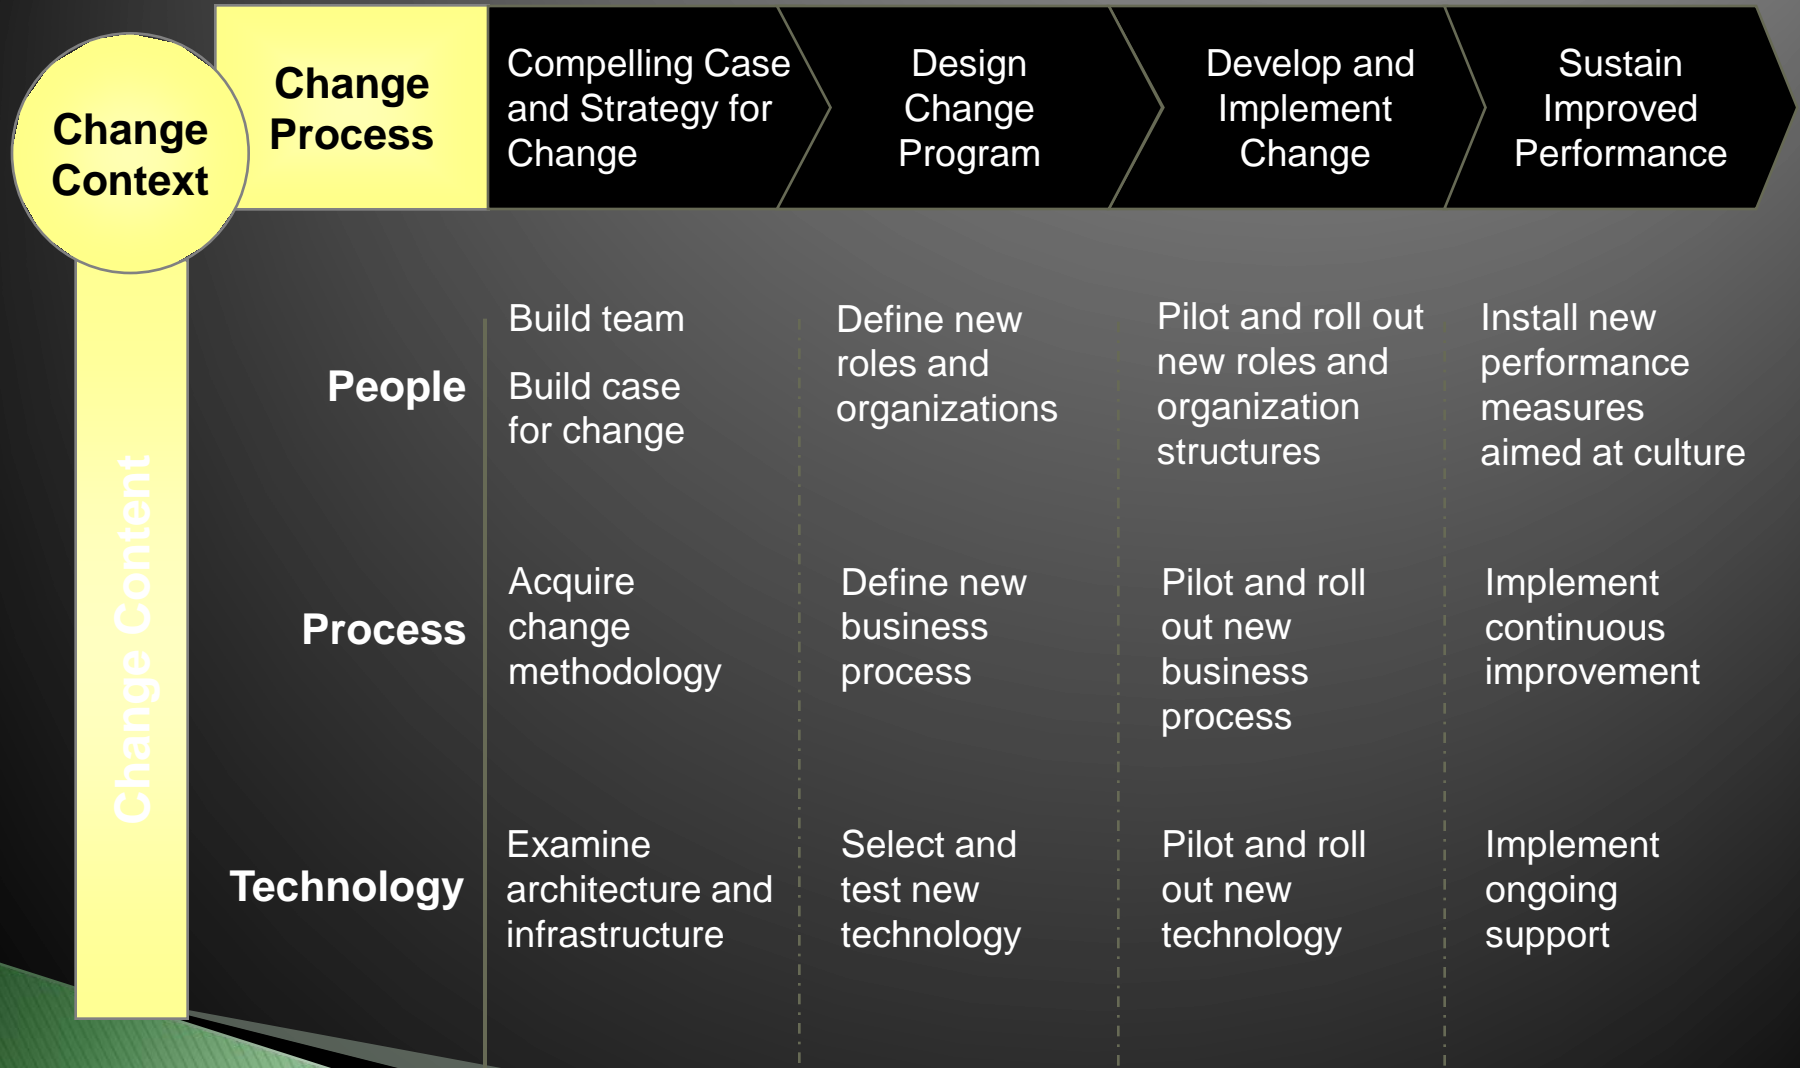 Change
Context
Change
Process
Compelling Case
and Strategy for
Change
Design
Change
Program
Develop and
Implement
Change
Sustain
Improved
Performance
Change Content
People
Build team
Build case
for change
Define new
roles and
organizations
Pilot and roll out
new roles and
organization
structures
Install new
performance
measures
aimed at culture
Process
Acquire
change
methodology
Define new
business
process
Pilot and roll
out new
business
process
Implement
continuous
improvement
Technology
Examine
architecture and
infrastructure
Select and
test new
technology
Pilot and roll
out new
technology
Implement
ongoing
support